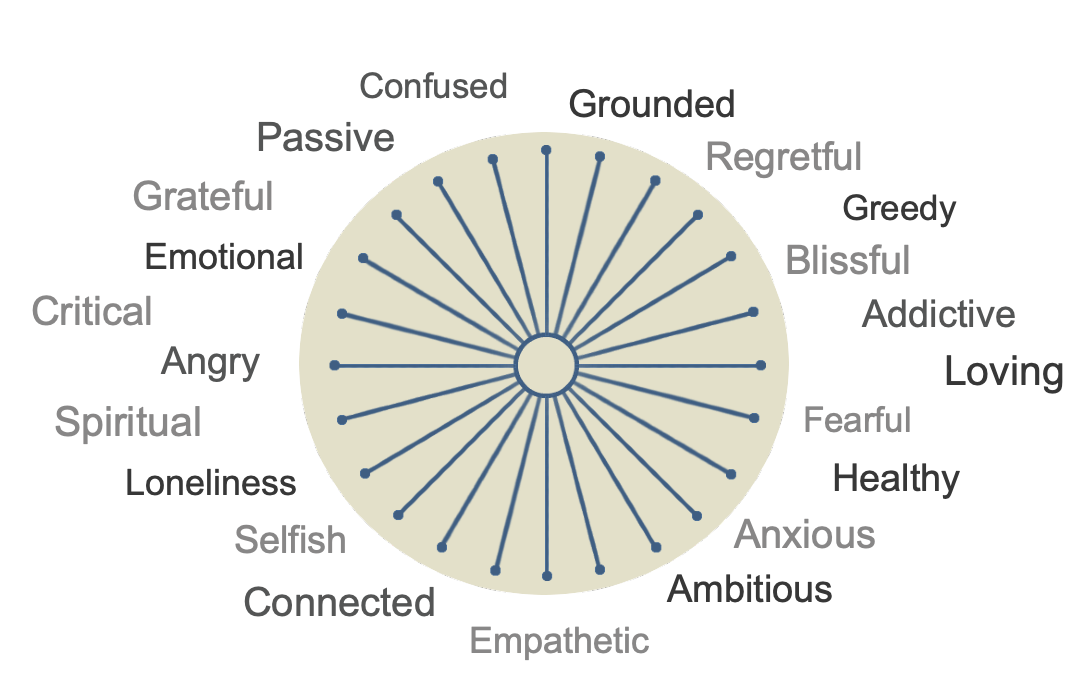 Confused
Grounded
Passive
Regretful
Grateful
Greedy
Emotional
Blissful
Critical
Addictive
Angry
Loving
Spiritual
Fearful
Loneliness
Healthy
Selfish
Anxious
Connected
Ambitious
Empathetic